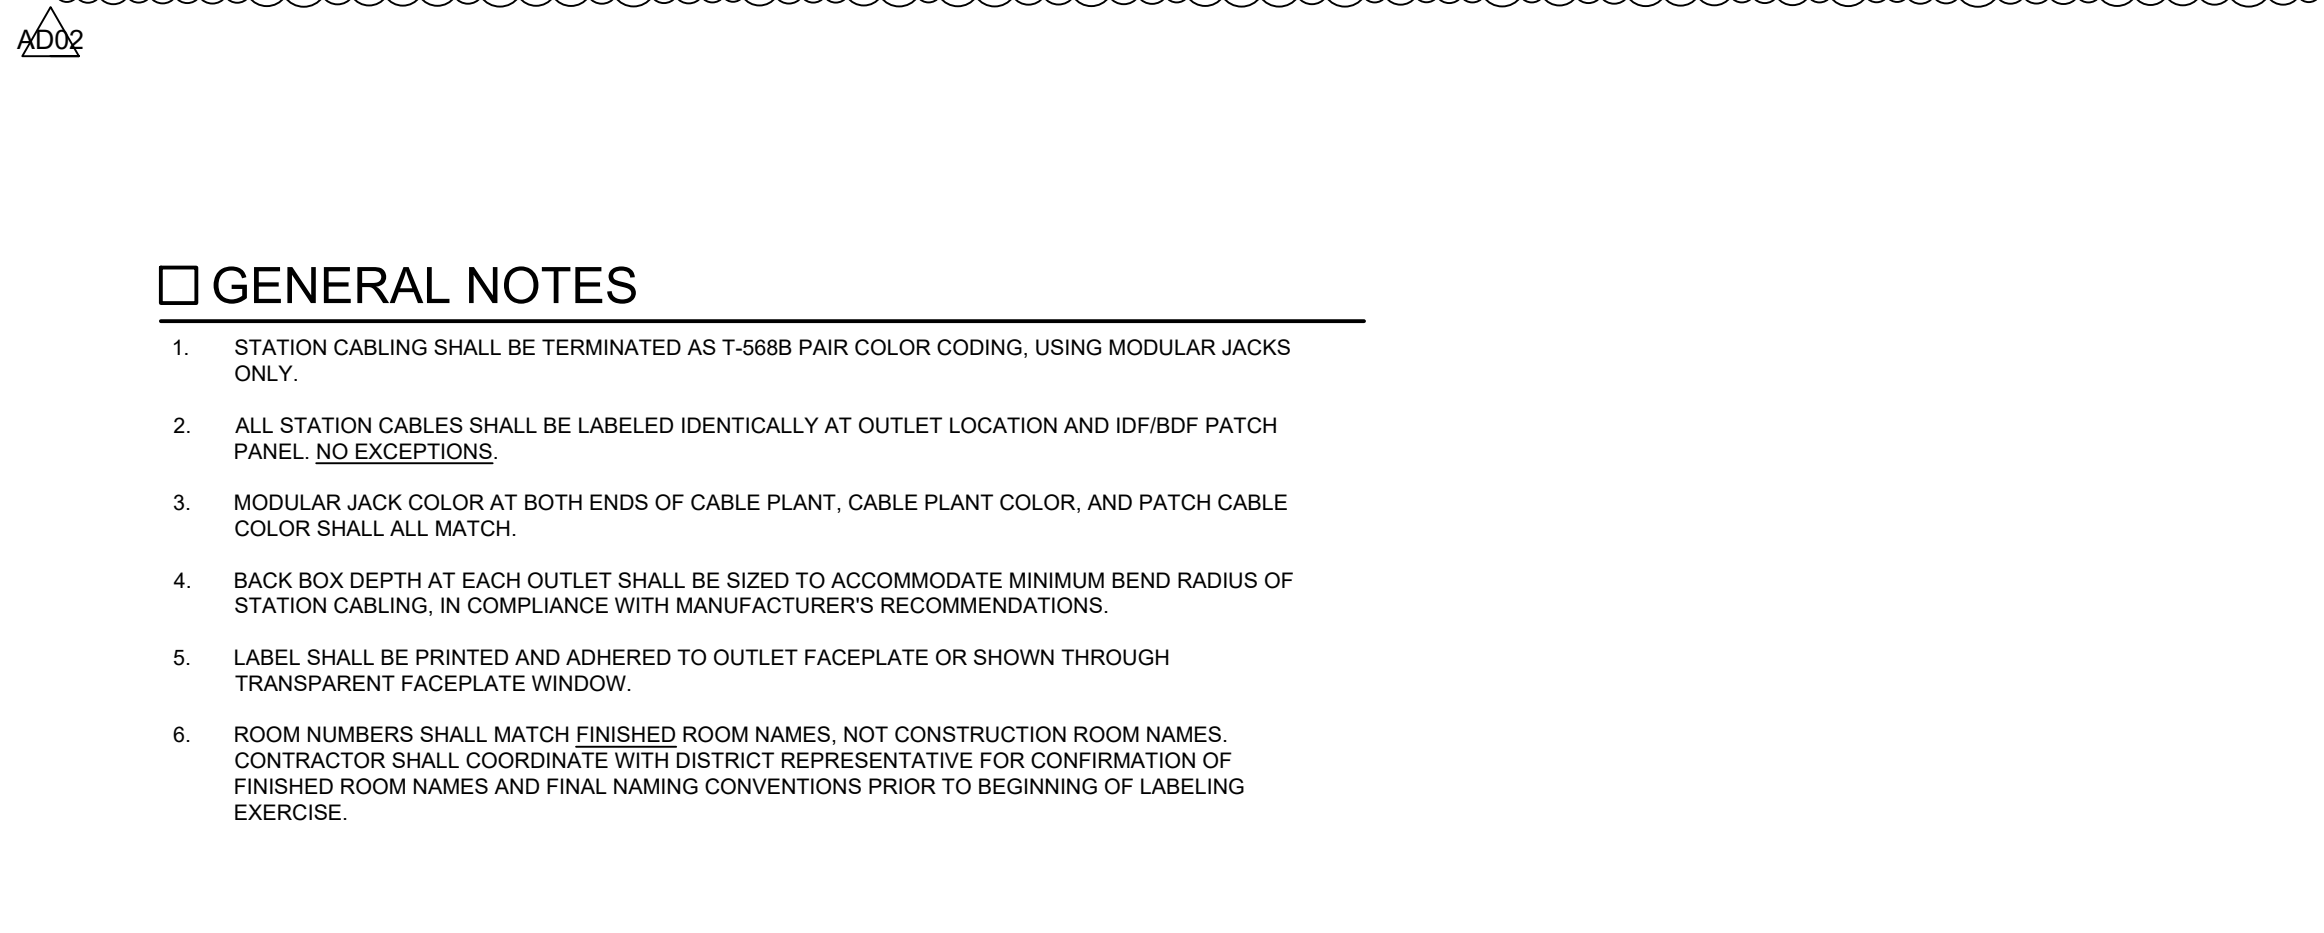 AD02
GENERAL NOTES
1. STATION CABLING SHALL BE TERMINATED AS T-568B PAIR COLOR CODING, USING MODULAR JACKS
ONLY.
2. ALL STATION CABLES SHALL BE LABELED IDENTICALLY AT OUTLET LOCATION AND IDF/BDF PATCH
PANEL. NO EXCEPTIONS.
3. MODULAR JACK COLOR AT BOTH ENDS OF CABLE PLANT, CABLE PLANT COLOR, AND PATCH CABLE
COLOR SHALL ALL MATCH.
4. BACK BOX DEPTH AT EACH OUTLET SHALL BE SIZED TO ACCOMMODATE MINIMUM BEND RADIUS OF
STATION CABLING, IN COMPLIANCE WITH MANUFACTURER'S RECOMMENDATIONS.
5. LABEL SHALL BE PRINTED AND ADHERED TO OUTLET FACEPLATE OR SHOWN THROUGH
TRANSPARENT FACEPLATE WINDOW.
6. ROOM NUMBERS SHALL MATCH FINISHED ROOM NAMES, NOT CONSTRUCTION ROOM NAMES.
CONTRACTOR SHALL COORDINATE WITH DISTRICT REPRESENTATIVE FOR CONFIRMATION OF
FINISHED ROOM NAMES AND FINAL NAMING CONVENTIONS PRIOR TO BEGINNING OF LABELING
EXERCISE.